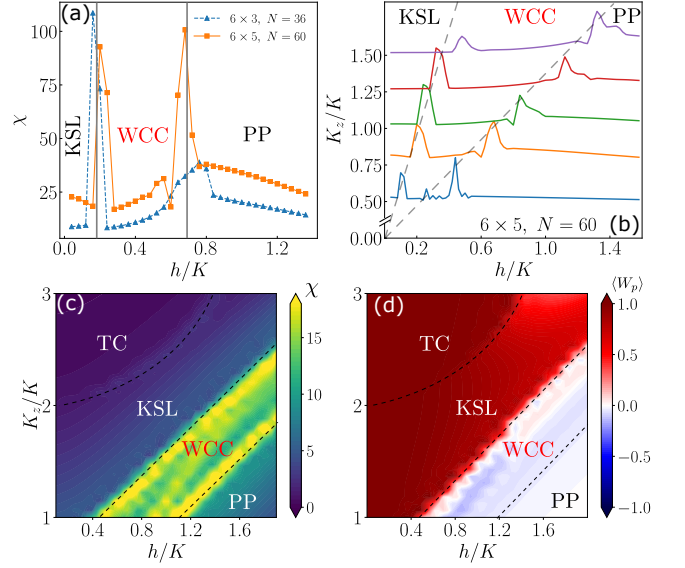 (a)
6 × 3, N = 36
6 × 5, N = 60
KSL
WCC
PP
χ
100
75
50
25
0.0
0.4
0.8
1.2
h/K
KSL
WCC
PP
K_z/K
1.50
1.25
1.00
0.75
0.50
0.00
6 × 5, N = 60
(b)
0.2
0.6
1.0
1.4
h/K
(c)
TC
KSL
WCC
PP
K_z/K
3
2
1
0.4
0.8
1.2
1.6
h/K
χ
15
10
5
0
(d)
TC
KSL
WCC
PP
3
2
1
0.4
0.8
1.2
1.6
h/K
⟨W_p⟩
1.0
0.5
0.0
−0.5
−1.0